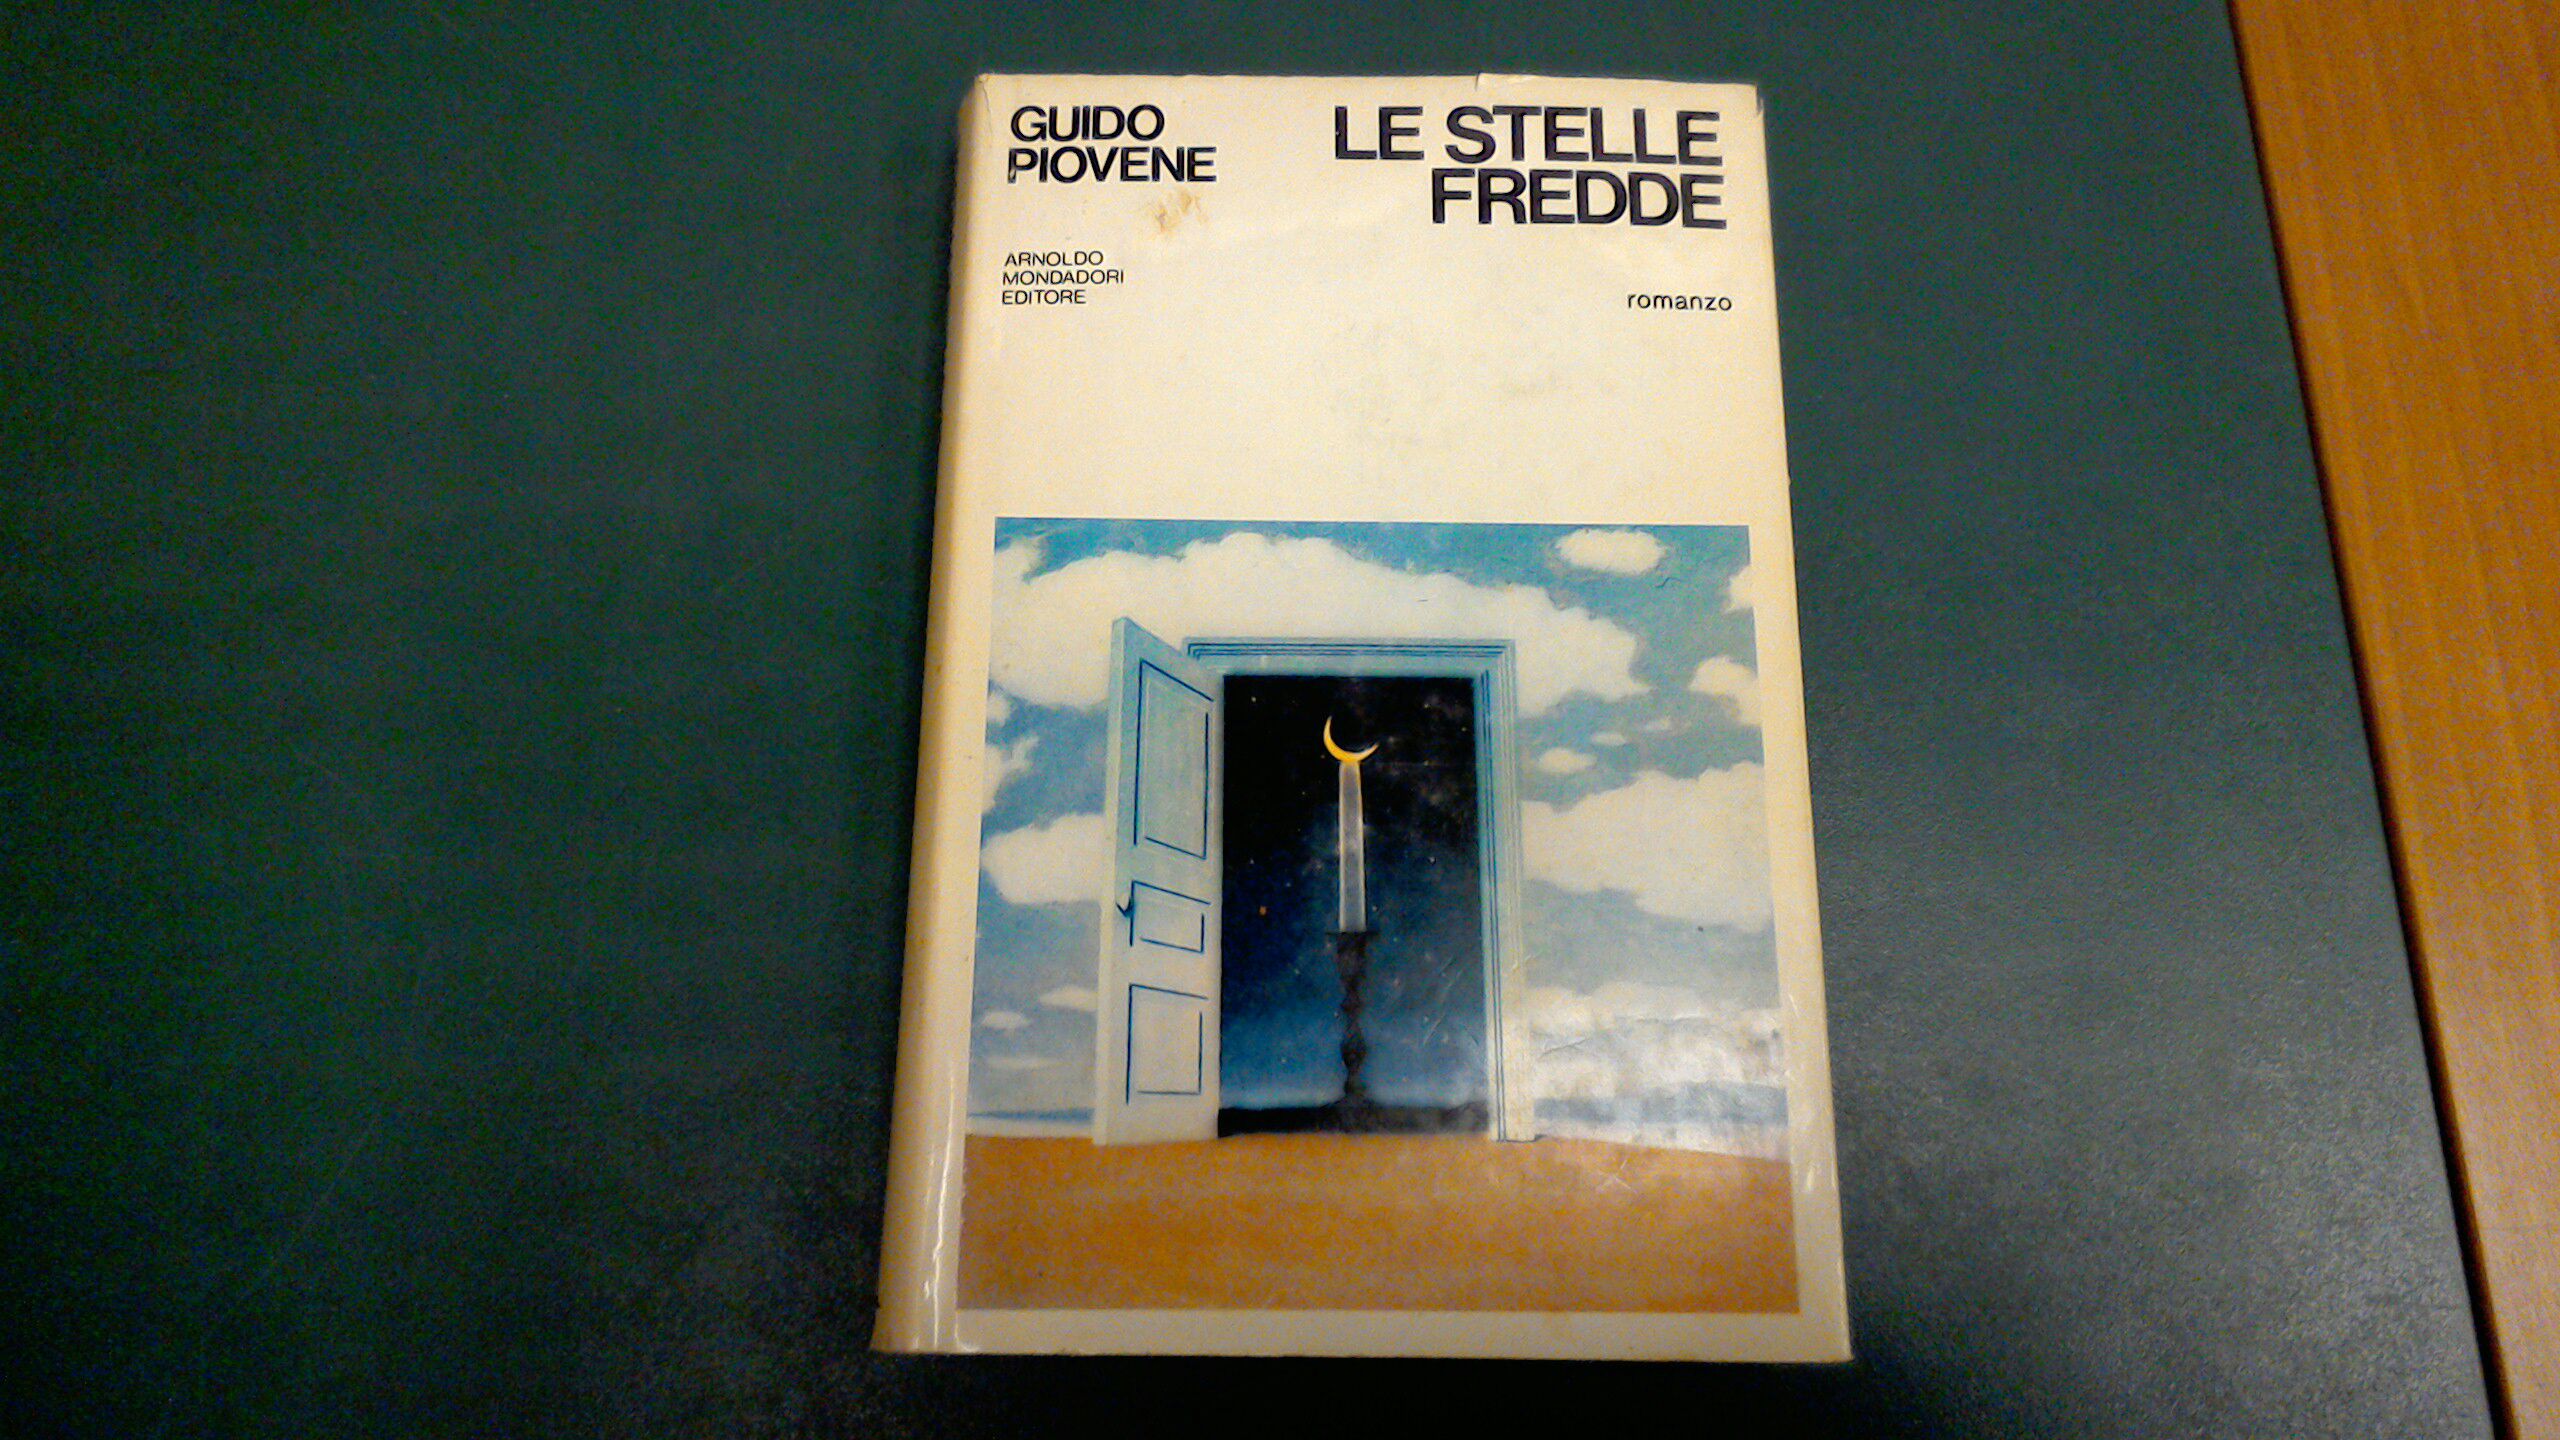 GUIDO
PIOVENE
LE STELLE
FREDDE
ARNOLDO
MONDADORI
EDITORE
romanzo